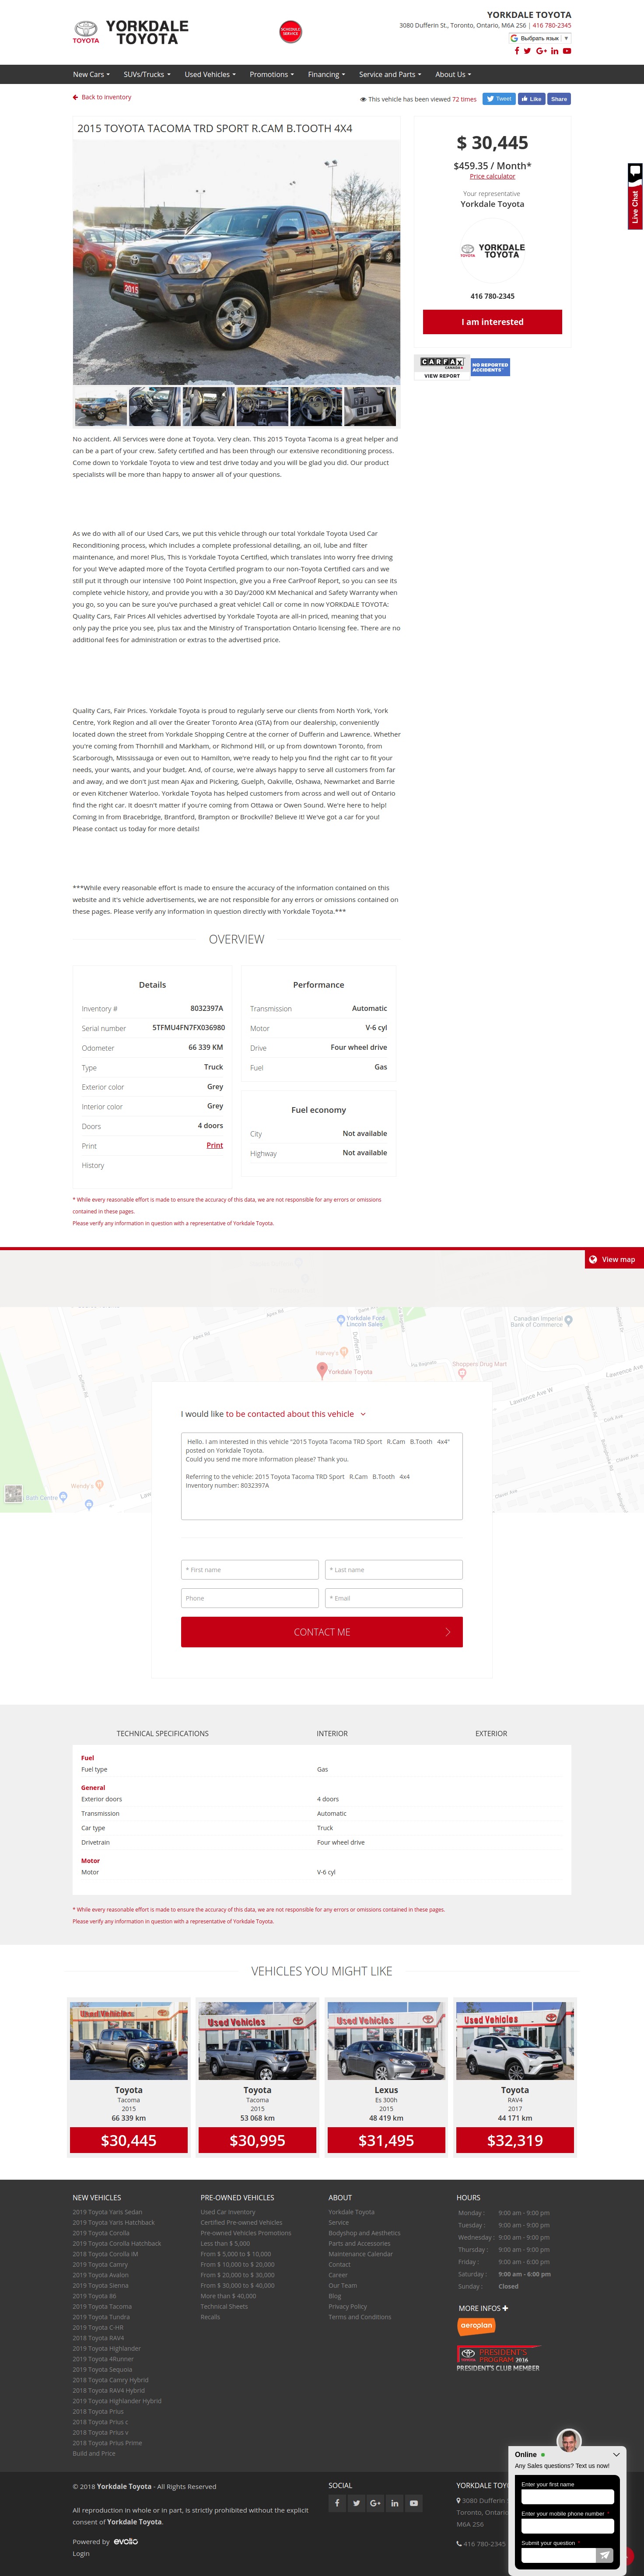 YORKDALE
TOYOTA
TOYOTA
SCHEDULE
SERVICE
YORKDALE TOYOTA
3080 Dufferin St., Toronto, Ontario, M6A 2S6 | 416 780-2345
Выбрать язык ▼
New Cars
SUVs/Trucks
Used Vehicles
Promotions
Financing
Service and Parts
About Us
Back to inventory
This vehicle has been viewed 72 times
Tweet
Like
Share
2015 TOYOTA TACOMA TRD SPORT R.CAM B.TOOTH 4X4
2015
$ 30,445
$459.35 / Month*
Price calculator
Your representative
Yorkdale Toyota
YORKDALE
TOYOTA
TOYOTA
416 780-2345
I am interested
CARFAX
CANADA
VIEW REPORT
NO REPORTED
ACCIDENTS
Live Chat
No accident. All Services were done at Toyota. Very clean. This 2015 Toyota Tacoma is a great helper and
can be a part of your crew. Safety certified and has been through our extensive reconditioning process.
Come down to Yorkdale Toyota to view and test drive today and you will be glad you did. Our product
specialists will be more than happy to answer all of your questions.
As we do with all of our Used Cars, we put this vehicle through our total Yorkdale Toyota Used Car
Reconditioning process, which includes a complete professional detailing, an oil, lube and filter
maintenance, and more! Plus, This is Yorkdale Toyota Certified, which translates into worry free driving
for you! We've adapted more of the Toyota Certified program to our non-Toyota Certified cars and we
still put it through our intensive 100 Point Inspection, give you a Free CarProof Report, so you can see its
complete vehicle history, and provide you with a 30 Day/2000 KM Mechanical and Safety Warranty when
you go, so you can be sure you've purchased a great vehicle! Call or come in now YORKDALE TOYOTA:
Quality Cars, Fair Prices All vehicles advertised by Yorkdale Toyota are all-in priced, meaning that you
only pay the price you see, plus tax and the Ministry of Transportation Ontario licensing fee. There are no
additional fees for administration or extras to the advertised price.
Quality Cars, Fair Prices. Yorkdale Toyota is proud to regularly serve our clients from North York, York
Centre, York Region and all over the Greater Toronto Area (GTA) from our dealership, conveniently
located down the street from Yorkdale Shopping Centre at the corner of Dufferin and Lawrence. Whether
you're coming from Thornhill and Markham, or Richmond Hill, or up from downtown Toronto, from
Scarborough, Mississauga or even out to Hamilton, we're ready to help you find the right car to fit your
needs, your wants, and your budget. And, of course, we're always happy to serve all customers from far
and away, and we don't just mean Ajax and Pickering, Guelph, Oakville, Oshawa, Newmarket and Barrie
or even Kitchener Waterloo. Yorkdale Toyota has helped customers from across and well out of Ontario
find the right car. It doesn't matter if you're coming from Ottawa or Owen Sound. We're here to help!
Coming in from Bracebridge, Brantford, Brampton or Brockville? Believe it! We've got a car for you!
Please contact us today for more details!
***While every reasonable effort is made to ensure the accuracy of the information contained on this
website and it's vehicle advertisements, we are not responsible for any errors or omissions contained on
these pages. Please verify any information in question directly with Yorkdale Toyota.***
OVERVIEW
Details
Inventory # 8032397A
Serial number 5TFMU4FN7FX036980
Odometer 66 339 KM
Type Truck
Exterior color Grey
Interior color Grey
Doors 4 doors
Print Print
History
Performance
Transmission Automatic
Motor V-6 cyl
Drive Four wheel drive
Fuel Gas
Fuel economy
City Not available
Highway Not available
* While every reasonable effort is made to ensure the accuracy of this data, we are not responsible for any errors or omissions
contained in these pages.
Please verify any information in question with a representative of Yorkdale Toyota.
View map
Apex Rd
Apex Rd
Dufferin St
Yorkdale Ford
Lincoln Sales
Canadian Imperial
Bank of Commerce
Harvey's
Yorkdale Toyota
Shoppers Drug Mart
Lawrence Ave W
Wendy's
I would like to be contacted about this vehicle
Hello. I am interested in this vehicle "2015 Toyota Tacoma TRD Sport R.Cam B.Tooth 4x4"
posted on Yorkdale Toyota.
Could you send me more information please? Thank you.
Referring to the vehicle: 2015 Toyota Tacoma TRD Sport R.Cam B.Tooth 4x4
Inventory number: 8032397A
* First name
* Last name
Phone
* Email
CONTACT ME
TECHNICAL SPECIFICATIONS
INTERIOR
EXTERIOR
Fuel
Fuel type Gas
General
Exterior doors 4 doors
Transmission Automatic
Car type Truck
Drivetrain Four wheel drive
Motor
Motor V-6 cyl
* While every reasonable effort is made to ensure the accuracy of this data, we are not responsible for any errors or omissions contained in these pages.
Please verify any information in question with a representative of Yorkdale Toyota.
VEHICLES YOU MIGHT LIKE
Used Vehicles
Used Vehicles
Used Vehicles
Used Vehicles
Toyota
Tacoma
2015
66 339 km
$30,445
Toyota
Tacoma
2015
53 068 km
$30,995
Lexus
Es 300h
2015
48 419 km
$31,495
Toyota
RAV4
2017
44 171 km
$32,319
NEW VEHICLES
2019 Toyota Yaris Sedan
2019 Toyota Yaris Hatchback
2019 Toyota Corolla
2019 Toyota Corolla Hatchback
2018 Toyota Corolla iM
2019 Toyota Camry
2019 Toyota Avalon
2019 Toyota Sienna
2019 Toyota 86
2019 Toyota Tacoma
2019 Toyota Tundra
2019 Toyota C-HR
2018 Toyota RAV4
2019 Toyota Highlander
2019 Toyota 4Runner
2019 Toyota Sequoia
2018 Toyota Camry Hybrid
2018 Toyota RAV4 Hybrid
2019 Toyota Highlander Hybrid
2018 Toyota Prius
2018 Toyota Prius c
2018 Toyota Prius v
2018 Toyota Prius Prime
Build and Price
PRE-OWNED VEHICLES
Used Car Inventory
Certified Pre-owned Vehicles
Pre-owned Vehicles Promotions
Less than $ 5,000
From $ 5,000 to $ 10,000
From $ 10,000 to $ 20,000
From $ 20,000 to $ 30,000
From $ 30,000 to $ 40,000
More than $ 40,000
Technical Sheets
Recalls
ABOUT
Yorkdale Toyota
Service
Bodyshop and Aesthetics
Parts and Accessories
Maintenance Calendar
Contact
Career
Our Team
Blog
Privacy Policy
Terms and Conditions
HOURS
Monday : 9:00 am - 9:00 pm
Tuesday : 9:00 am - 9:00 pm
Wednesday : 9:00 am - 9:00 pm
Thursday : 9:00 am - 9:00 pm
Friday : 9:00 am - 6:00 pm
Saturday : 9:00 am - 6:00 pm
Sunday : Closed
MORE INFOS
aeroplan
TOYOTA
PRESIDENT'S
PROGRAM 2016
PRESIDENT'S CLUB MEMBER
© 2018 Yorkdale Toyota - All Rights Reserved
All reproduction in whole or in part, is strictly prohibited without the explicit
consent of Yorkdale Toyota.
Powered by evolio
Login
SOCIAL
YORKDALE TOYO
3080 Dufferin S
Toronto, Ontario
M6A 2S6
416 780-2345
Online
Any Sales questions? Text us now!
Enter your first name
Enter your mobile phone number *
Submit your question *